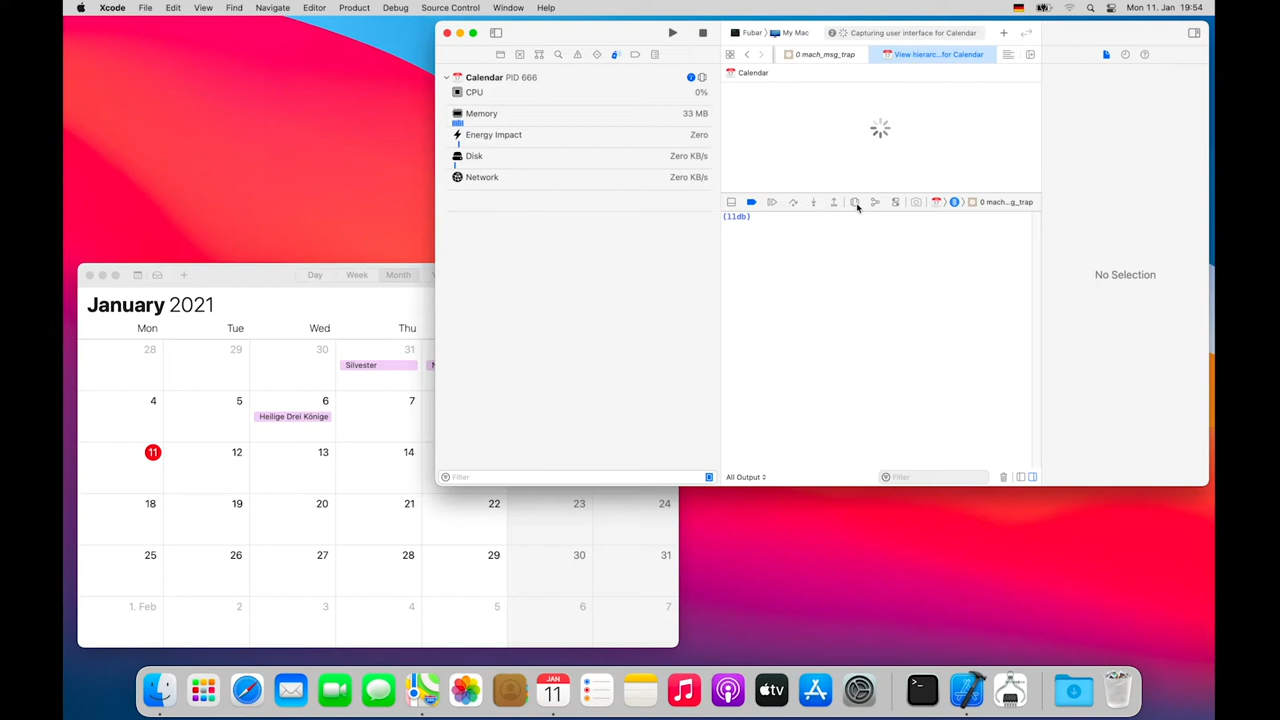 Xcode File Edit View Find Navigate Editor Product Debug Source Control Window Help
Mon 11. Jan 19:54
Fubar
My Mac
2
Capturing user interface for Calendar
0 mach_msg_trap
View hierarc...for Calendar
Calendar
Calendar PID 666
CPU 0%
Memory 33 MB
Energy Impact Zero
Disk Zero KB/s
Network Zero KB/s
0 mach...g_trap
(lldb)
No Selection
Filter
All Output
Filter
Day Week Month
January 2021
Mon Tue Wed Thu
28 29 30 31
Silvester
4 5 6 7
Heilige Drei Könige
11 12 13 14
18 19 20 21 22 23 24
25 26 27 28 29 30 31
1. Feb 2 3 4 5 6 7
JAN
11
tv
>_